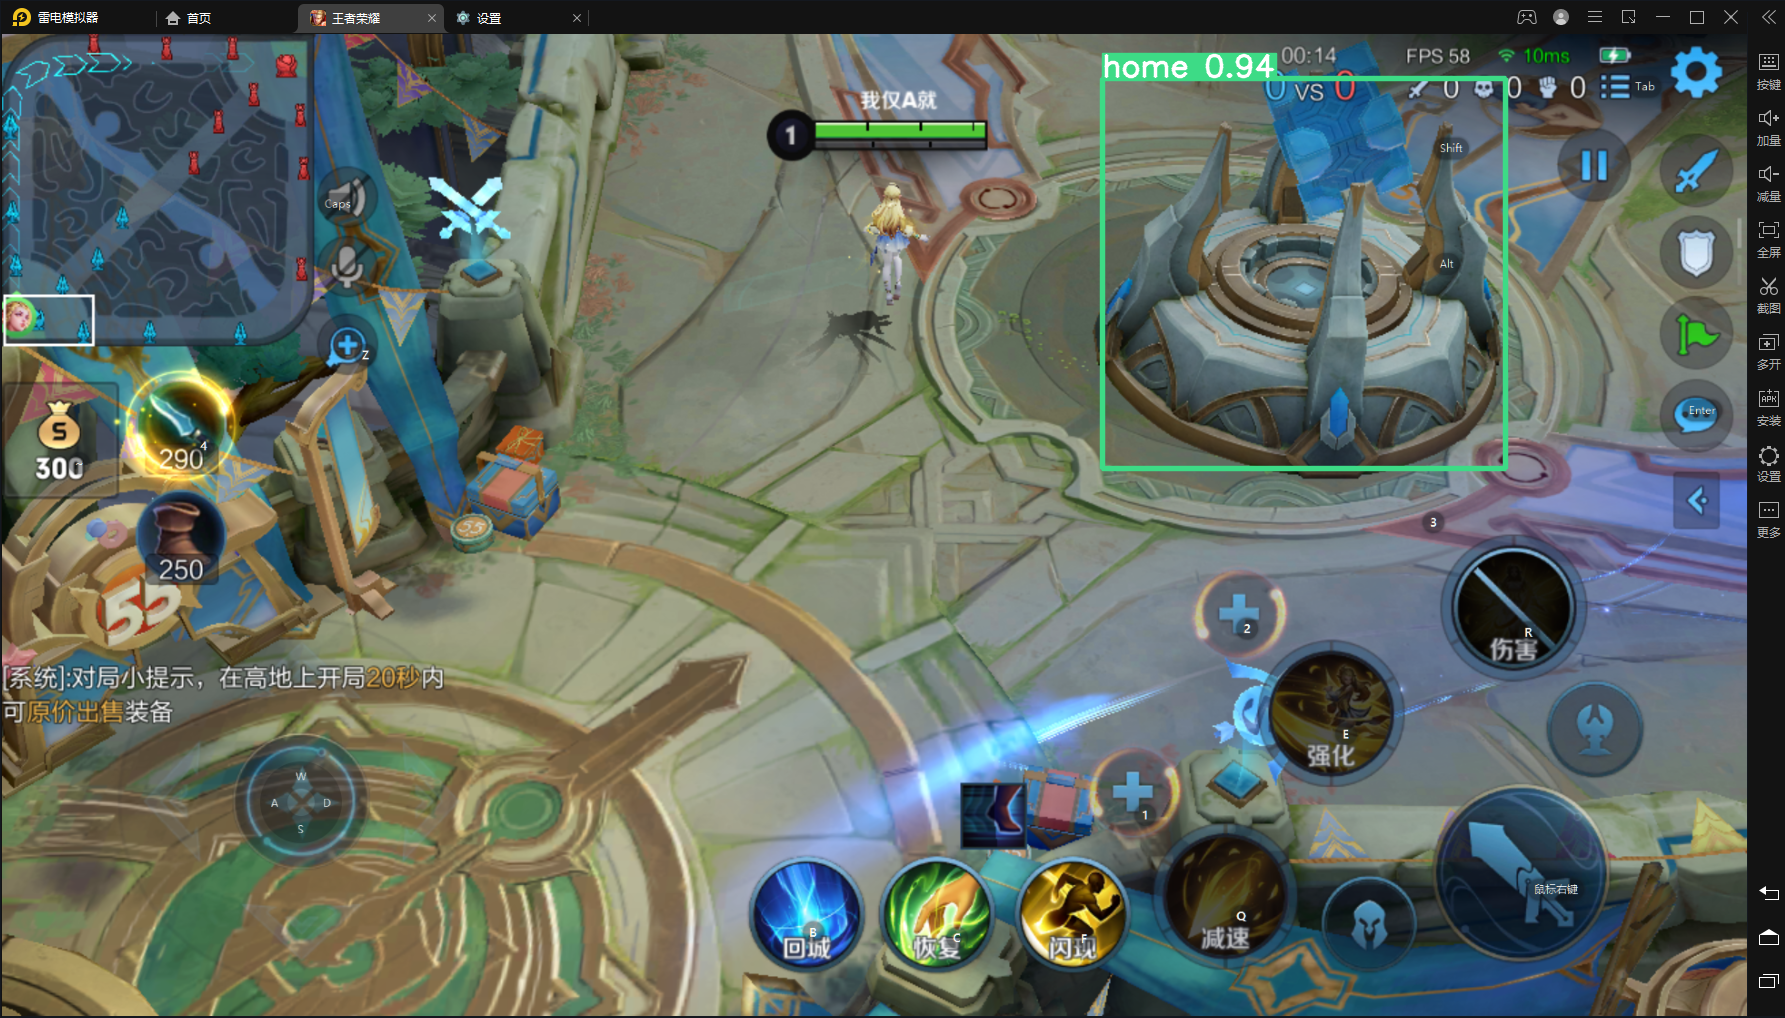 雷电模拟器
首页
王者荣耀
设置
home 0.94
00:14
FPS 58
10ms
0 VS 0
0
0
0
Tab
我仅A就
1
Shift
Alt
Caps
Z
S
300
4
290
250
55
55
Enter
3
2
R
伤害
E
强化
1
[系统]:对局小提示，在高地上开局20秒内
可原价出售装备
W
A
D
S
B
回城
C
恢复
F
闪现
Q
减速
鼠标右键
按键
加量
减量
全屏
截图
多开
APK
安装
设置
更多